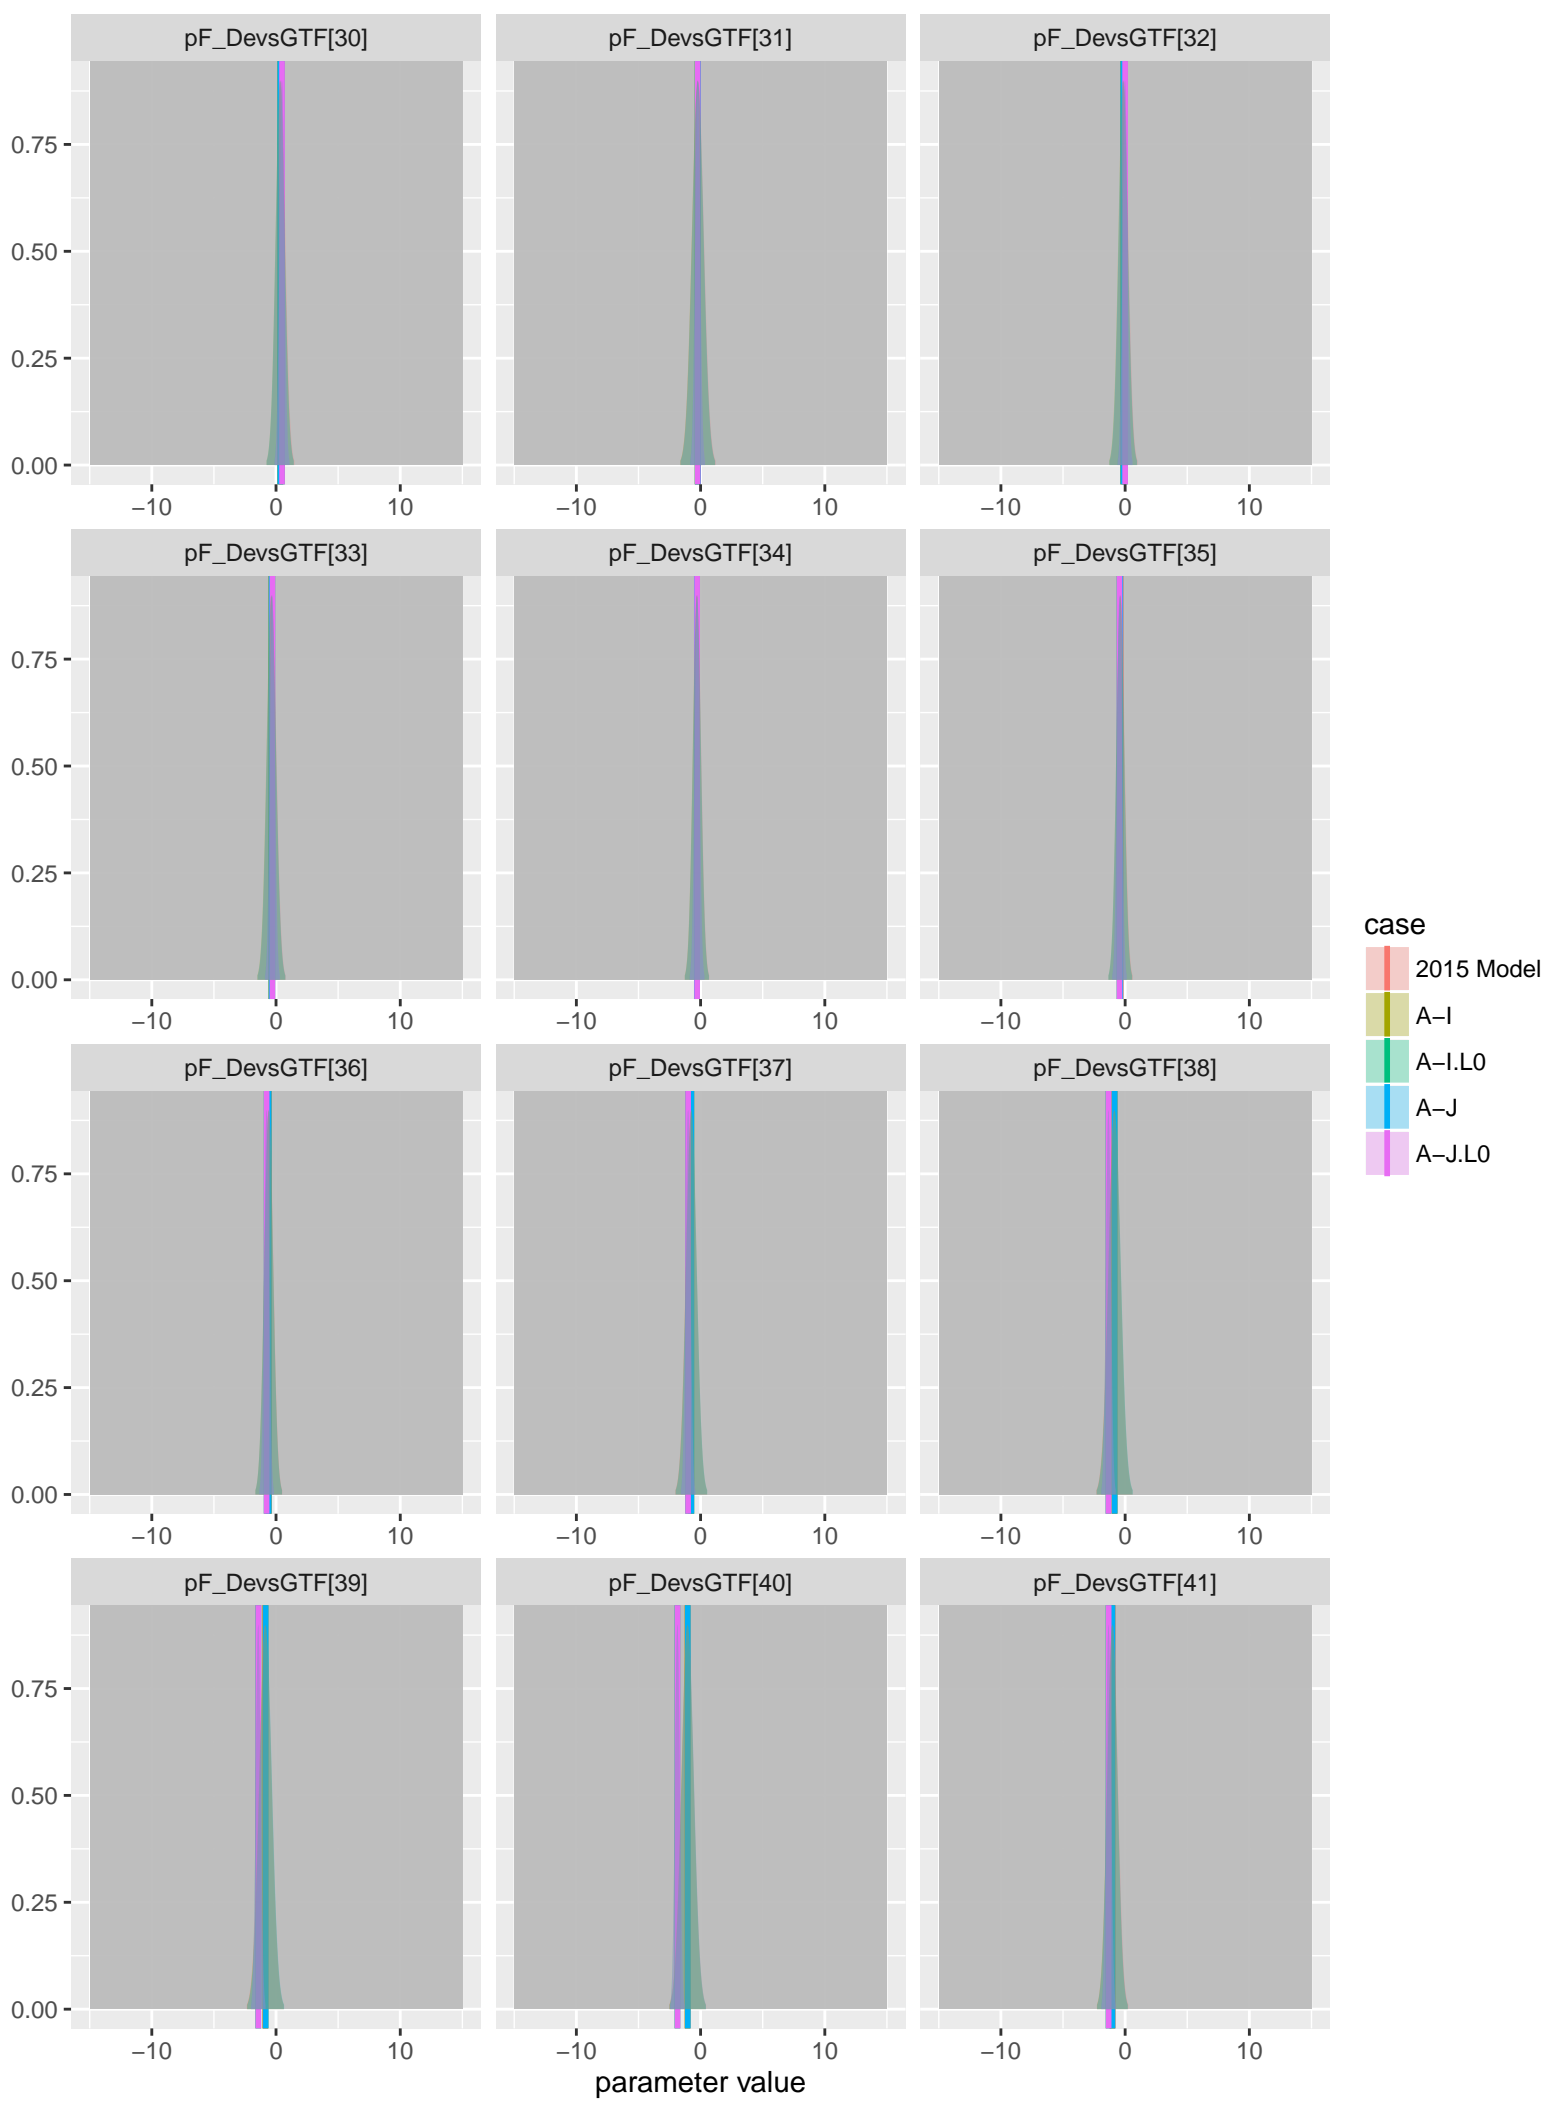 pF_DevsGTF[30] pF_DevsGTF[31] pF_DevsGTF[32]
0.75
0.50
0.25
0.00
−10 0 10 −10 0 10 −10 0 10
pF_DevsGTF[33] pF_DevsGTF[34] pF_DevsGTF[35]
0.75
0.50
0.25
0.00
−10 0 10 −10 0 10 −10 0 10
pF_DevsGTF[36] pF_DevsGTF[37] pF_DevsGTF[38]
0.75
0.50
0.25
0.00
−10 0 10 −10 0 10 −10 0 10
pF_DevsGTF[39] pF_DevsGTF[40] pF_DevsGTF[41]
0.75
0.50
0.25
0.00
−10 0 10 −10 0 10 −10 0 10
parameter value
case
2015 Model
A−I
A−I.L0
A−J
A−J.L0